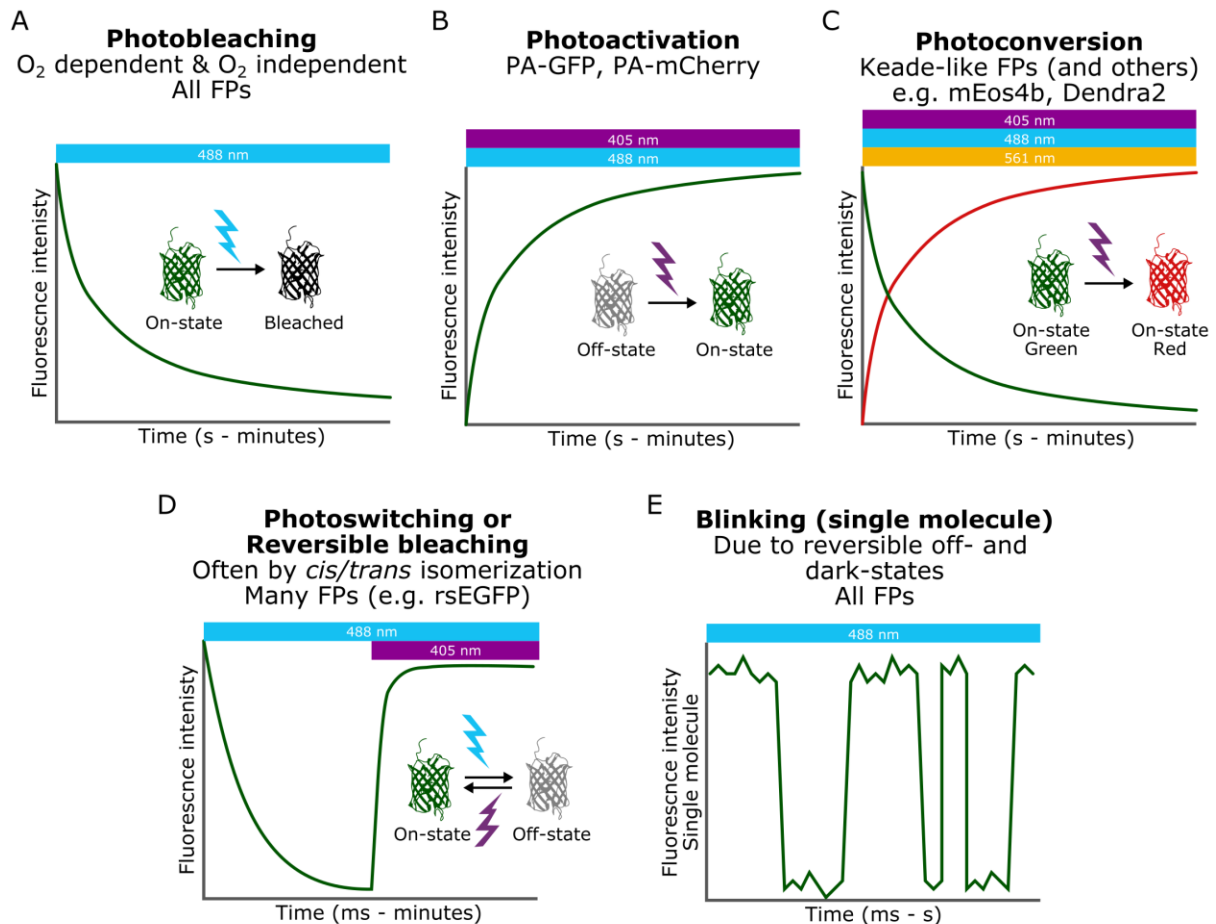 A
Photobleaching
O2 dependent & O2 independent
All FPs
488 nm
Fluorescnce intenisty
On-state
Bleached
Time (s - minutes)
B
Photoactivation
PA-GFP, PA-mCherry
405 nm
488 nm
Fluorescnce intenisty
Off-state
On-state
Time (s - minutes)
C
Photoconversion
Keade-like FPs (and others)
e.g. mEos4b, Dendra2
405 nm
488 nm
561 nm
Fluorescnce intenisty
On-state
Green
On-state
Red
Time (s - minutes)
D
Photoswitching or
Reversible bleaching
Often by cis/trans isomerization
Many FPs (e.g. rsEGFP)
488 nm
405 nm
Fluorescnce intenisty
On-state
Off-state
Time (ms - minutes)
E
Blinking (single molecule)
Due to reversible off- and
dark-states
All FPs
488 nm
Fluorescnce intenisty
Single molecule
Time (ms - s)